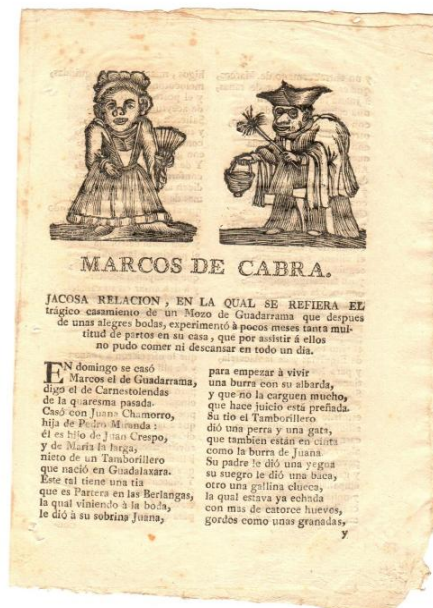 MARCOS DE CABRA.
JACOSA RELACION, EN LA QUAL SE REFIERA EL
trágico casamiento de un Mozo de Guadarrama que despues
de unas alegres bodas, experimentó á pocos meses tanta mul-
titud de partos en su casa, que por assistir á ellos
no pudo comer ni descansar en todo un dia.
EN domingo se casó
Marcos el de Guadarrama,
digo el de Carnestolendas
de la quaresma pasada.
Casó con Juana Chamorro,
hija de Pedro Miranda:
él es hijo de Juan Crespo,
y de María la larga,
nieto de un Tamborillero
que nació en Guadalaxara.
Este tal tiene una tia
que es Partera en las Berlangas,
la qual viniendo á la boda,
le dió á su sobrina Juana,
para empezar à vivir
una burra con su albarda,
y que no la carguen mucho,
que hace juicio está preñada.
Su tio el Tamborillero
dió una perra y una gata,
que tambien están en cinta
como la burra de Juana.
Su padre le dió una yegua
su suegro le dió una baca,
otro una gallina clueca,
la qual estava ya echada
con mas de catorce huevos,
gordos como unas granadas,
y